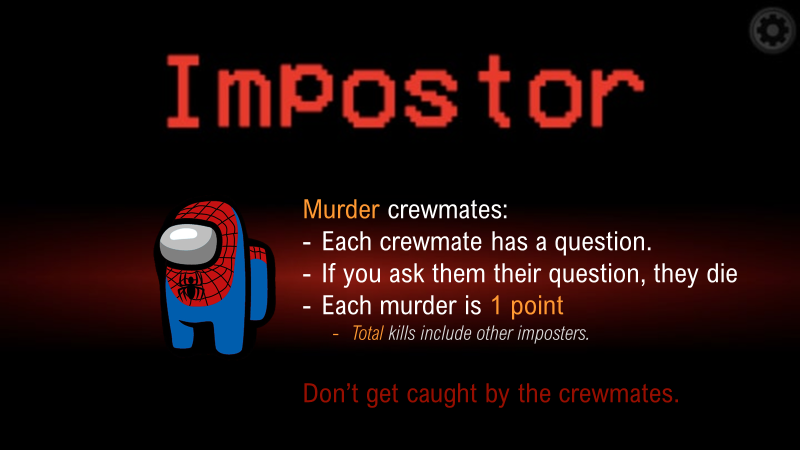 Impostor
Murder crewmates:
- Each crewmate has a question.
- If you ask them their question, they die
- Each murder is 1 point
- Total kills include other imposters.
Don't get caught by the crewmates.